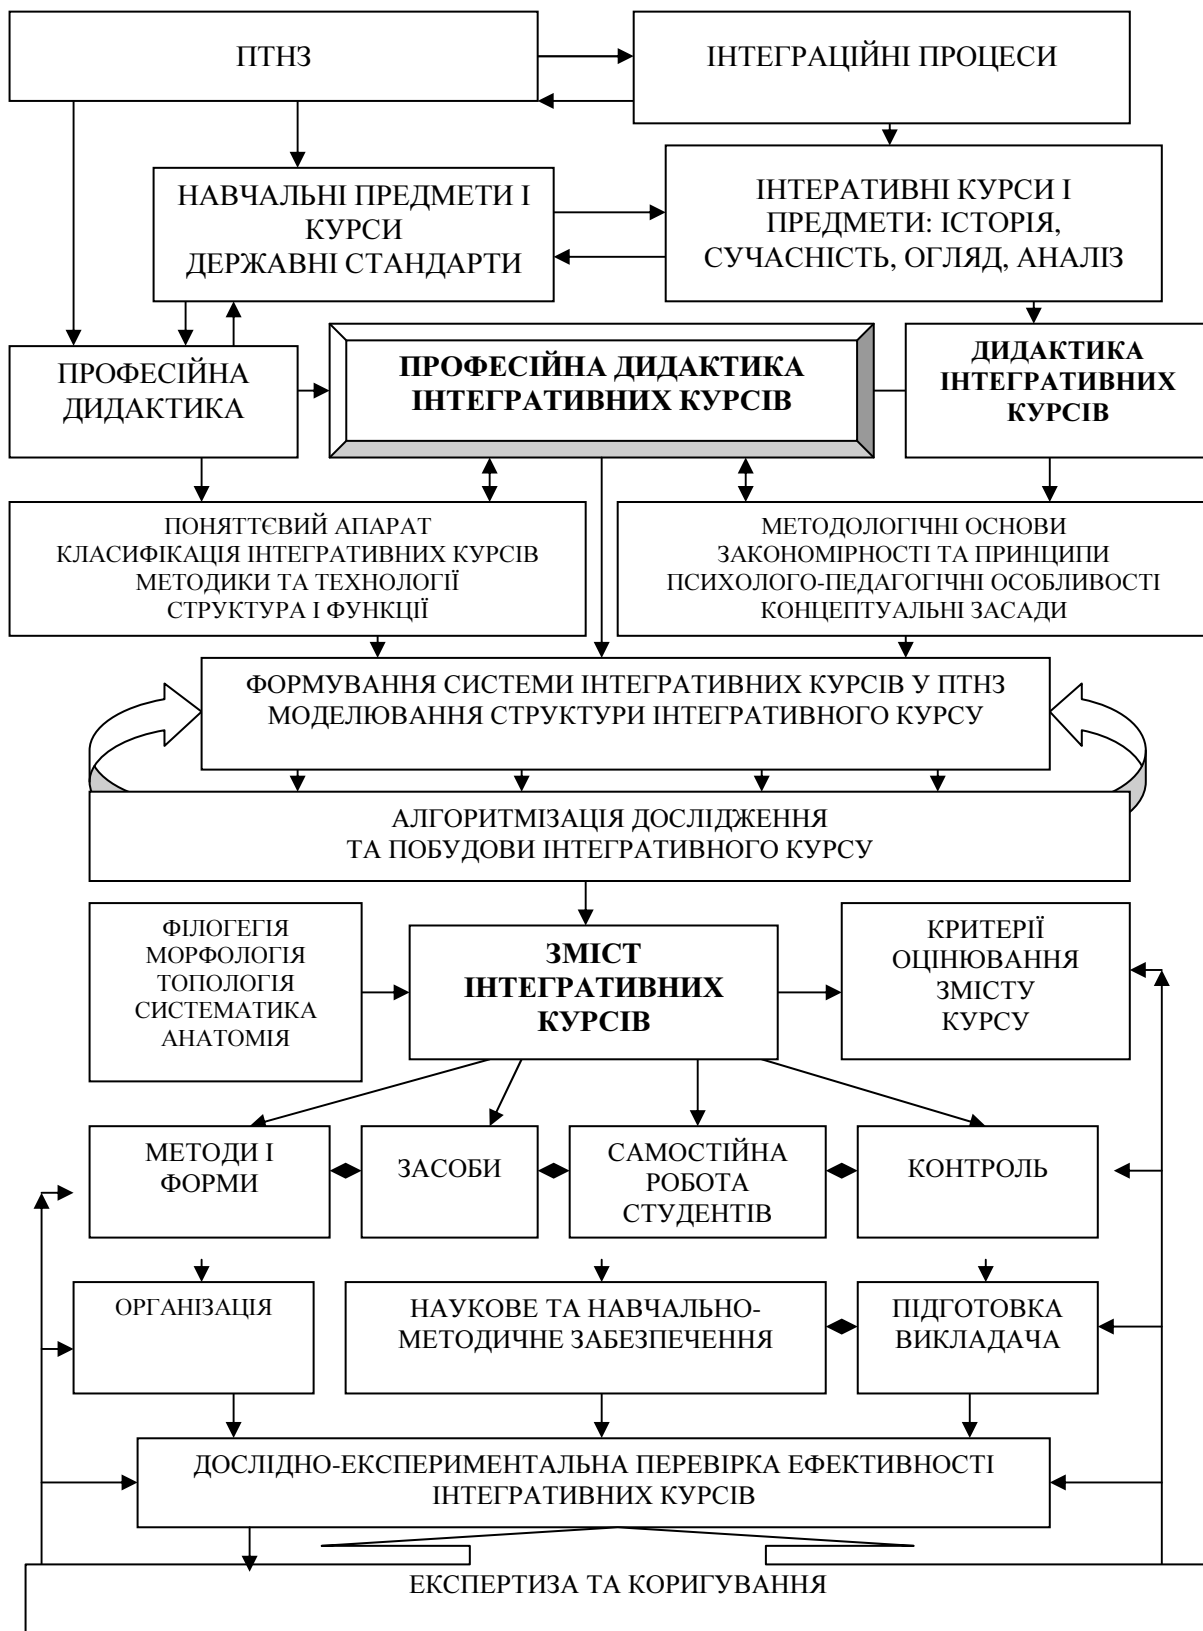 ПТНЗ
ІНТЕГРАЦІЙНІ ПРОЦЕСИ
НАВЧАЛЬНІ ПРЕДМЕТИ І
КУРСИ
ДЕРЖАВНІ СТАНДАРТИ
ІНТЕРАТИВНІ КУРСИ І
ПРЕДМЕТИ: ІСТОРІЯ,
СУЧАСНІСТЬ, ОГЛЯД, АНАЛІЗ
ПРОФЕСІЙНА
ДИДАКТИКА
ПРОФЕСІЙНА ДИДАКТИКА
ІНТЕГРАТИВНИХ КУРСІВ
ДИДАКТИКА
ІНТЕГРАТИВНИХ
КУРСІВ
ПОНЯТТЄВИЙ АПАРАТ
КЛАСИФІКАЦІЯ ІНТЕГРАТИВНИХ КУРСІВ
МЕТОДИКИ ТА ТЕХНОЛОГІЇ
СТРУКТУРА І ФУНКЦІЇ
МЕТОДОЛОГІЧНІ ОСНОВИ
ЗАКОНОМІРНОСТІ ТА ПРИНЦИПИ
ПСИХОЛОГО-ПЕДАГОГІЧНІ ОСОБЛИВОСТІ
КОНЦЕПТУАЛЬНІ ЗАСАДИ
ФОРМУВАННЯ СИСТЕМИ ІНТЕГРАТИВНИХ КУРСІВ У ПТНЗ
МОДЕЛЮВАННЯ СТРУКТУРИ ІНТЕГРАТИВНОГО КУРСУ
АЛГОРИТМІЗАЦІЯ ДОСЛІДЖЕННЯ
ТА ПОБУДОВИ ІНТЕГРАТИВНОГО КУРСУ
ФІЛОГЕГІЯ
МОРФОЛОГІЯ
ТОПОЛОГІЯ
СИСТЕМАТИКА
АНАТОМІЯ
ЗМІСТ
ІНТЕГРАТИВНИХ
КУРСІВ
КРИТЕРІЇ
ОЦІНЮВАННЯ
ЗМІСТУ
КУРСУ
МЕТОДИ І
ФОРМИ
ЗАСОБИ
САМОСТІЙНА
РОБОТА
СТУДЕНТІВ
КОНТРОЛЬ
ОРГАНІЗАЦІЯ
НАУКОВЕ ТА НАВЧАЛЬНО-
МЕТОДИЧНЕ ЗАБЕЗПЕЧЕННЯ
ПІДГОТОВКА
ВИКЛАДАЧА
ДОСЛІДНО-ЕКСПЕРИМЕНТАЛЬНА ПЕРЕВІРКА ЕФЕКТИВНОСТІ
ІНТЕГРАТИВНИХ КУРСІВ
ЕКСПЕРТИЗА ТА КОРИГУВАННЯ